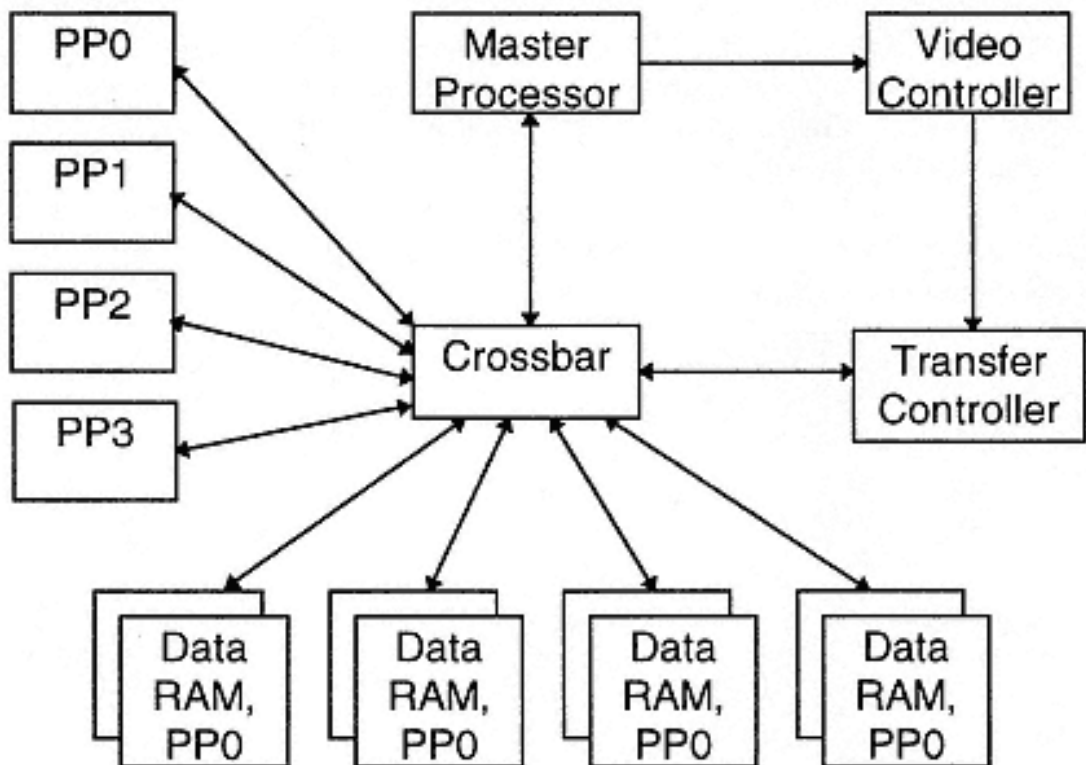 PP0
Master
Processor
Video
Controller
PP1
PP2
Crossbar
Transfer
Controller
PP3
Data
RAM,
PP0
Data
RAM,
PP0
Data
RAM,
PP0
Data
RAM,
PP0